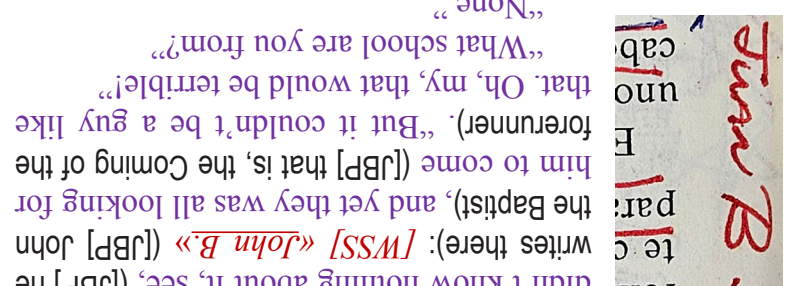 didn't know nothing about it, see, ([JBP] he
writes there): [WSS] «John B.» ([JBP] John
the Baptist), and yet they was all looking for
him to come ([JBP] that is, the Coming of the
forerunner). “But it couldn't be a guy like
that. Oh, my, that would be terrible!”
“What school are you from?”
“None.”
John B.